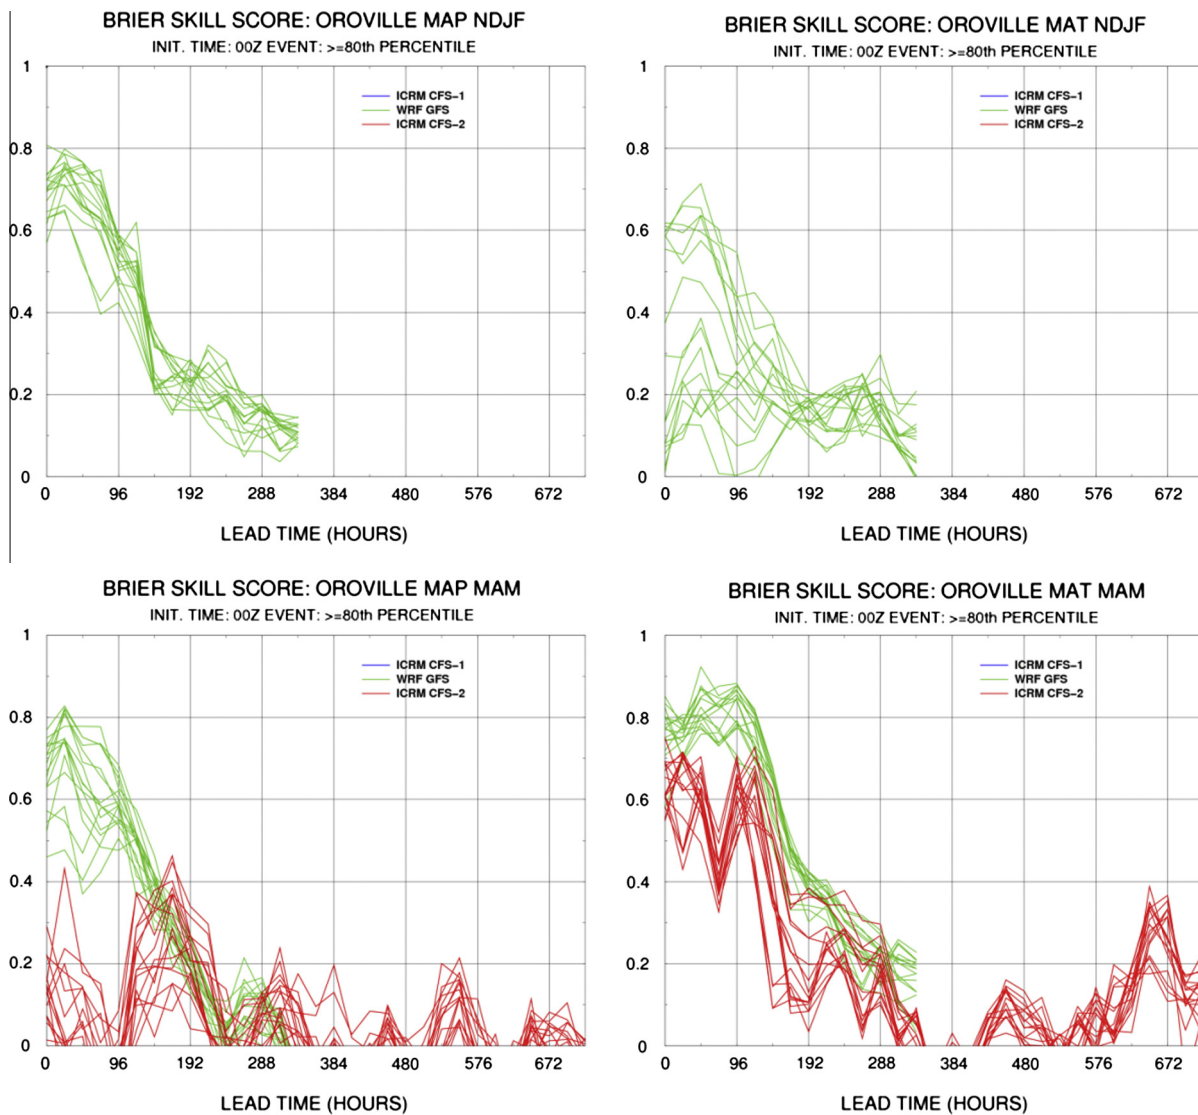 BRIER SKILL SCORE: OROVILLE MAP NDJF
INIT. TIME: 00Z EVENT: >=80th PERCENTILE
ICRM CFS-1
WRF GFS
ICRM CFS-2
1
0.8
0.6
0.4
0.2
0
0 96 192 288 384 480 576 672
LEAD TIME (HOURS)
BRIER SKILL SCORE: OROVILLE MAT NDJF
INIT. TIME: 00Z EVENT: >=80th PERCENTILE
ICRM CFS-1
WRF GFS
ICRM CFS-2
1
0.8
0.6
0.4
0.2
0
0 96 192 288 384 480 576 672
LEAD TIME (HOURS)
BRIER SKILL SCORE: OROVILLE MAP MAM
INIT. TIME: 00Z EVENT: >=80th PERCENTILE
ICRM CFS-1
WRF GFS
ICRM CFS-2
1
0.8
0.6
0.4
0.2
0
0 96 192 288 384 480 576 672
LEAD TIME (HOURS)
BRIER SKILL SCORE: OROVILLE MAT MAM
INIT. TIME: 00Z EVENT: >=80th PERCENTILE
ICRM CFS-1
WRF GFS
ICRM CFS-2
1
0.8
0.6
0.4
0.2
0
0 96 192 288 384 480 576 672
LEAD TIME (HOURS)